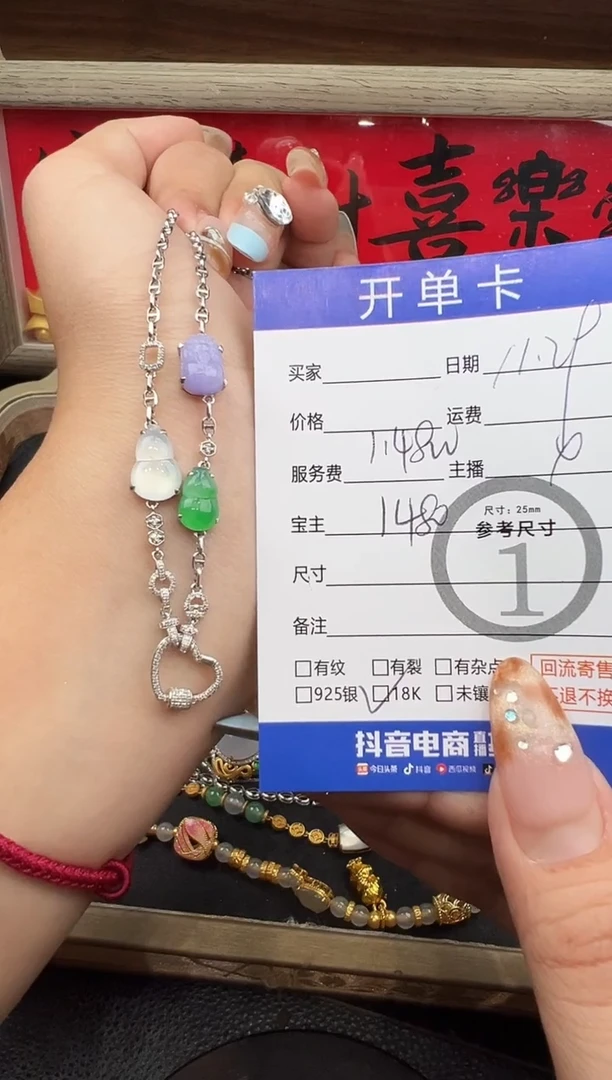 喜樂
开单卡
买家 日期 11.29
价格 运费
1.48w
服务费 主播
宝主 1480
尺寸：25mm
参考尺寸
1
尺寸
备注
□有纹 □有裂 □有杂点
回流寄售
□925银 □18K □未镶
不退不换
抖音电商
直播
今日头条 抖音 西瓜视频